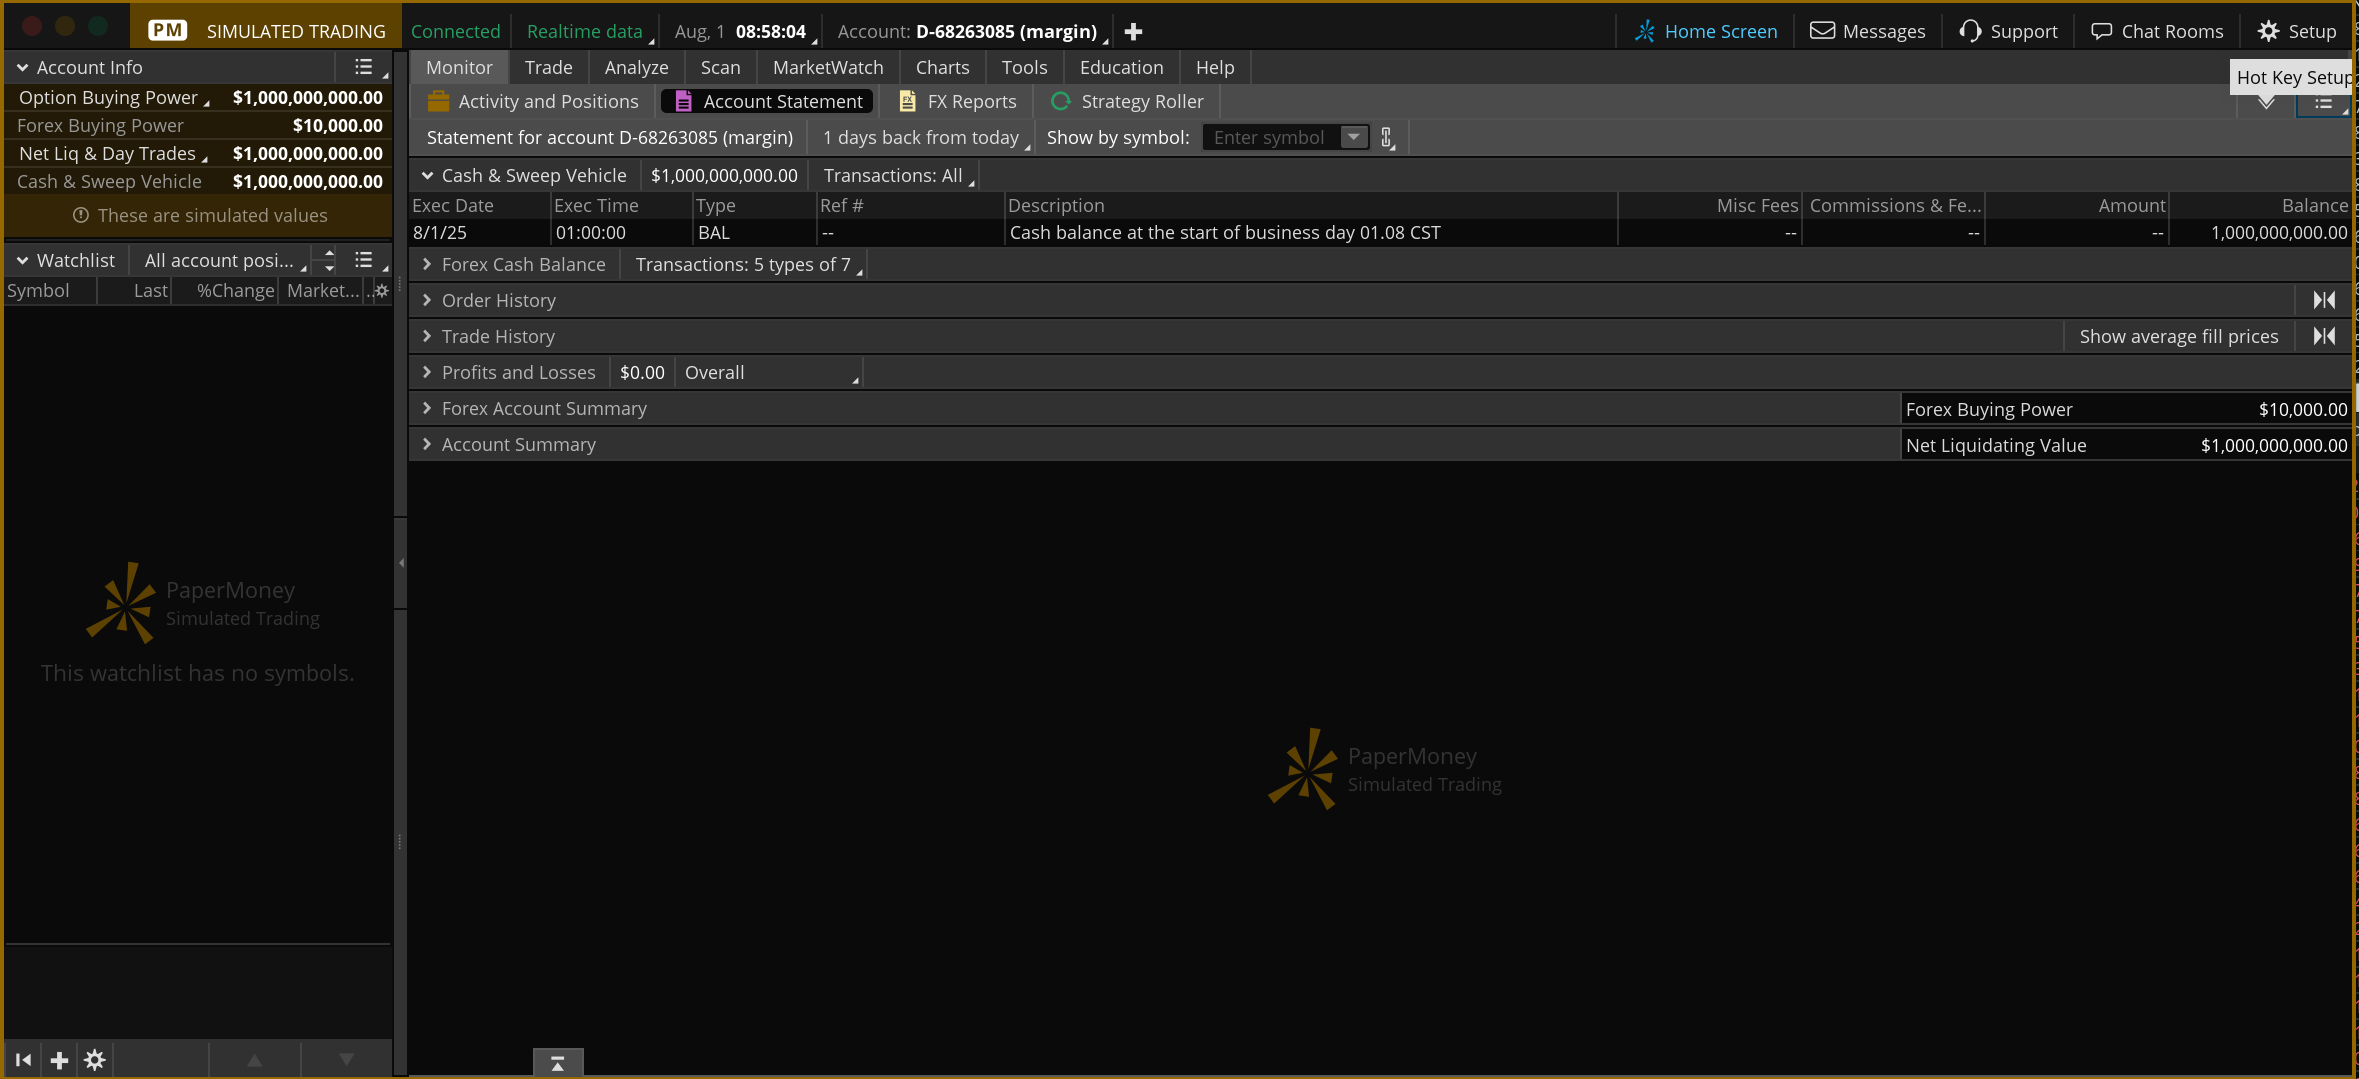 PM SIMULATED TRADING Connected Realtime data Aug, 1 08:58:04 Account: D-68263085 (margin) Home Screen Messages Support Chat Rooms Setup
Account Info
Option Buying Power $1,000,000,000.00
Forex Buying Power $10,000.00
Net Liq & Day Trades $1,000,000,000.00
Cash & Sweep Vehicle $1,000,000,000.00
These are simulated values
Watchlist All account posi...
Symbol Last %Change Market... ..
PaperMoney
Simulated Trading
This watchlist has no symbols.
Monitor Trade Analyze Scan MarketWatch Charts Tools Education Help
Hot Key Setup
Activity and Positions Account Statement FX FX Reports Strategy Roller
Statement for account D-68263085 (margin) 1 days back from today Show by symbol: Enter symbol
Cash & Sweep Vehicle $1,000,000,000.00 Transactions: All
Exec Date Exec Time Type Ref # Description Misc Fees Commissions & Fe... Amount Balance
8/1/25 01:00:00 BAL -- Cash balance at the start of business day 01.08 CST -- -- -- 1,000,000,000.00
Forex Cash Balance Transactions: 5 types of 7
Order History
Trade History Show average fill prices
Profits and Losses $0.00 Overall
Forex Account Summary Forex Buying Power $10,000.00
Account Summary Net Liquidating Value $1,000,000,000.00
PaperMoney
Simulated Trading